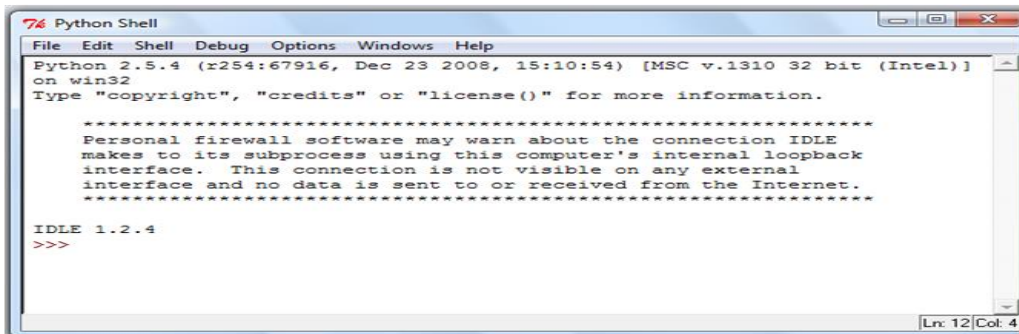 Python Shell
File Edit Shell Debug Options Windows Help
Python 2.5.4 (r254:67916, Dec 23 2008, 15:10:54) [MSC v.1310 32 bit (Intel)]
on win32
Type "copyright", "credits" or "license()" for more information.
****************************************************************
Personal firewall software may warn about the connection IDLE
makes to its subprocess using this computer's internal loopback
interface.  This connection is not visible on any external
interface and no data is sent to or received from the Internet.
****************************************************************
IDLE 1.2.4
>>>
Ln: 12 Col: 4